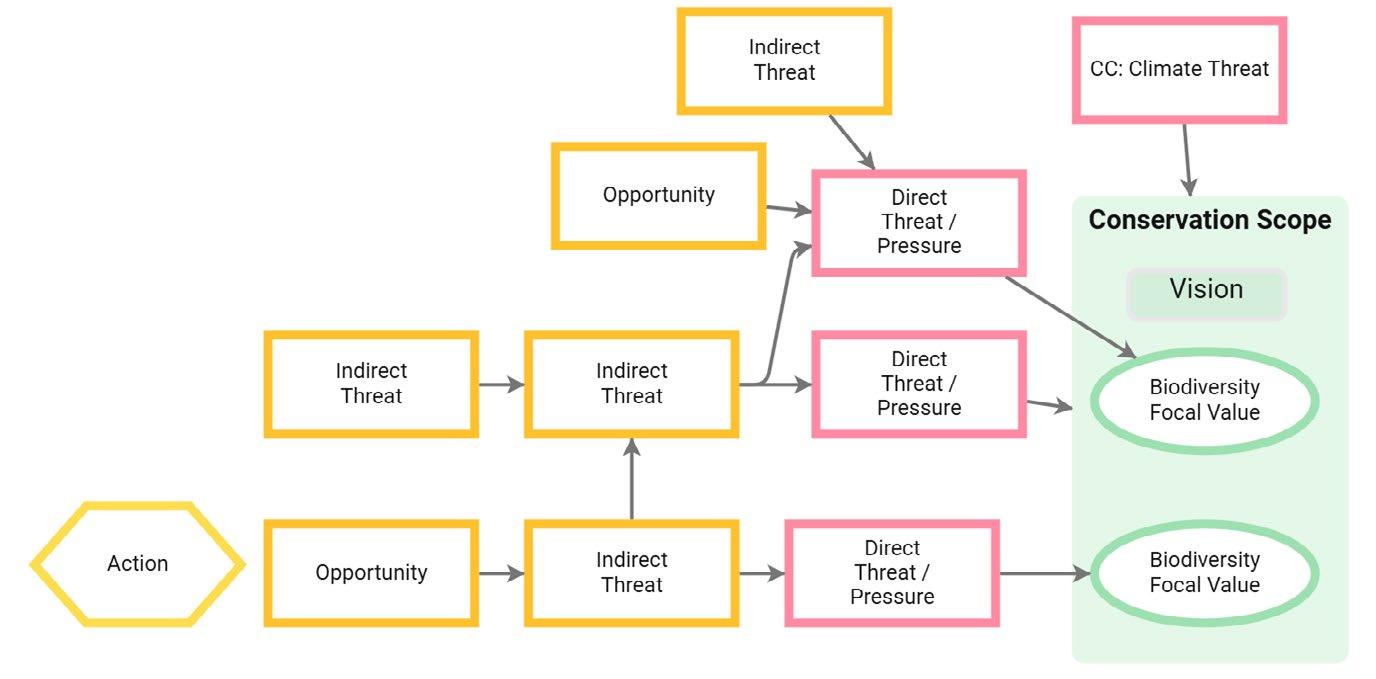 Indirect
Threat
CC: Climate Threat
Opportunity
Direct
Threat /
Pressure
Conservation Scope
Vision
Indirect
Threat
Indirect
Threat
Direct
Threat /
Pressure
Biodiversity
Focal Value
Action
Opportunity
Indirect
Threat
Direct
Threat /
Pressure
Biodiversity
Focal Value